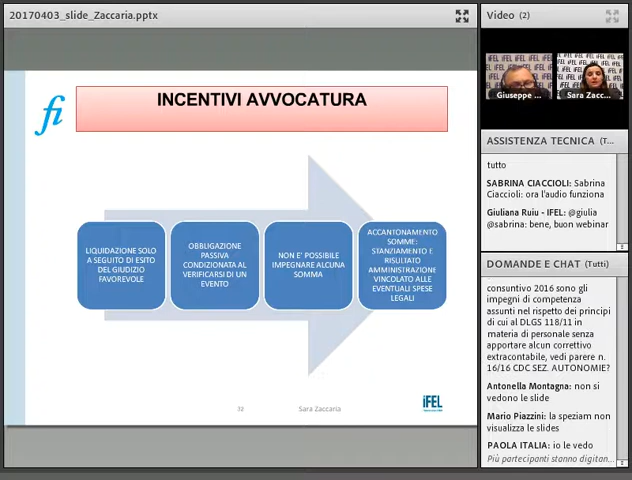 20170403_slide_Zaccaria.pptx
fi
INCENTIVI AVVOCATURA
LIQUIDAZIONE SOLO
A SEGUITO DI ESITO
DEL GIUDIZIO
FAVOREVOLE
OBBLIGAZIONE
PASSIVA
CONDIZIONATA AL
VERIFICARSI DI UN
EVENTO
NON E' POSSIBILE
IMPEGNARE ALCUNA
SOMMA
ACCANTONAMENTO
SOMME:
STANZIAMENTO E
RISULTATO
AMMINISTRAZIONE
VINCOLATO ALLE
EVENTUALI SPESE
LEGALI
Sara Zaccaria
iFEL
Video (2)
Giuseppe ...
Sara Zacc...
ASSISTENZA TECNICA (T...
tutto
SABRINA CIACCIOLI: Sabrina
Ciaccioli: ora l'audio funziona
Giuliana Ruiu - IFEL: @giulia
@sabrina: bene, buon webinar
DOMANDE E CHAT (Tutti)
consuntivo 2016 sono gli
impegni di competenza
assunti nel rispetto dei principi
di cui al DLGS 118/11 in
materia di personale senza
apportare alcun correttivo
extracontabile, vedi parere n.
16/16 CDC SEZ. AUTONOMIE?
Antonella Montagna: non si
vedono le slide
Mario Piazzini: la speziam non
visualizza le slides
PAOLA ITALIA: io le vedo
Più partecipanti stanno digitan...